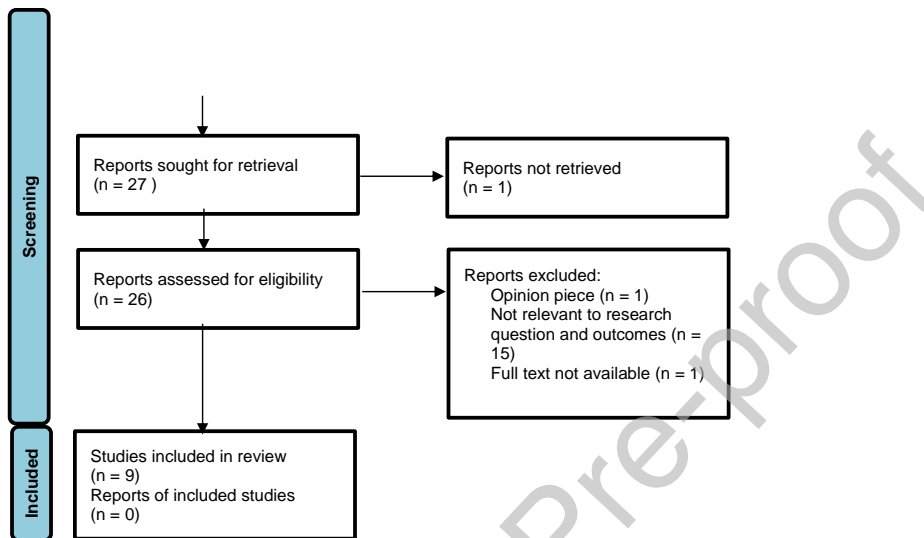 Screening
Reports sought for retrieval
(n = 27 )
Reports not retrieved
(n = 1)
Reports assessed for eligibility
(n = 26)
Reports excluded:
Opinion piece (n = 1)
Not relevant to research
question and outcomes (n =
15)
Full text not available (n = 1)
Included
Studies included in review
(n = 9)
Reports of included studies
(n = 0)
Pre-proof